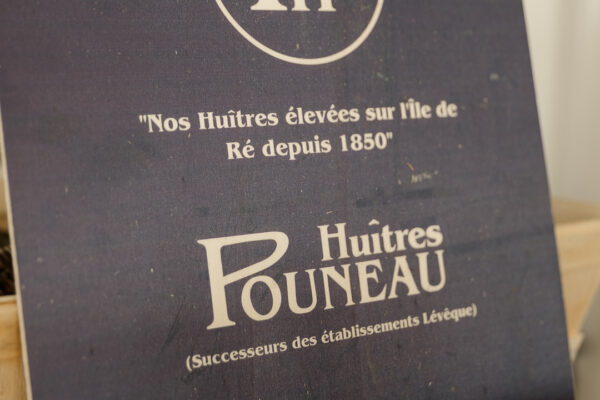 "Nos Huîtres élevées sur l'Île de
Ré depuis 1850"
Huîtres
POUNEAU
(Successeurs des établissements Lévêque)